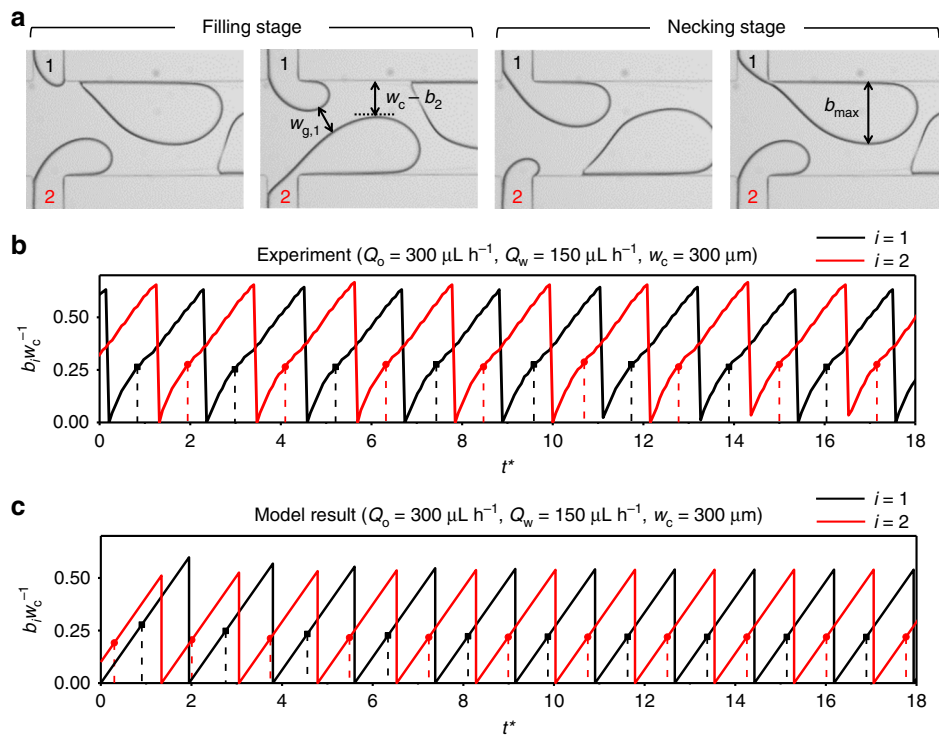 a
Filling stage
Necking stage
1
1
1
1
w_c − b_2
w_g,1
b_max
2
2
2
2
b
i = 1
Experiment (Q_o = 300 μL h⁻¹, Q_w = 150 μL h⁻¹, w_c = 300 μm)
i = 2
b_i w_c⁻¹
0.50
0.25
0.00
0 2 4 6 8 10 12 14 16 18
t*
c
i = 1
Model result (Q_o = 300 μL h⁻¹, Q_w = 150 μL h⁻¹, w_c = 300 μm)
i = 2
b_i w_c⁻¹
0.50
0.25
0.00
0 2 4 6 8 10 12 14 16 18
t*